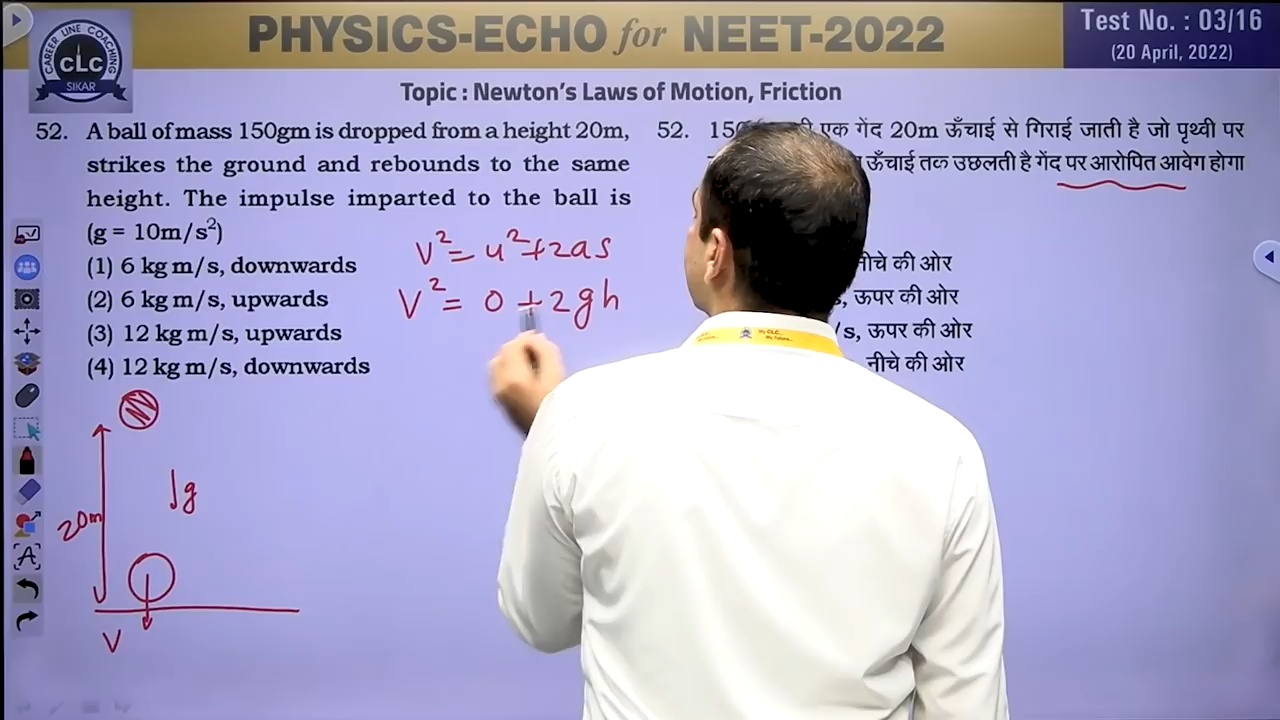 PHYSICS-ECHO for NEET-2022
Test No. : 03/16
(20 April, 2022)
CAREER LINE COACHING
CLC
SIKAR
Topic : Newton's Laws of Motion, Friction
52. A ball of mass 150gm is dropped from a height 20m,
strikes the ground and rebounds to the same
height. The impulse imparted to the ball is
(g = 10m/s²)
(1) 6 kg m/s, downwards
(2) 6 kg m/s, upwards
(3) 12 kg m/s, upwards
(4) 12 kg m/s, downwards
V² = u² + 2as
V² = 0 + 2gh
20m
g
V
52. एक गेंद 20m ऊँचाई से गिराई जाती है जो पृथ्वी पर
ऊँचाई तक उछलती है गेंद पर आरोपित आवेग होगा
नीचे की ओर
ऊपर की ओर
/s, ऊपर की ओर
नीचे की ओर
A